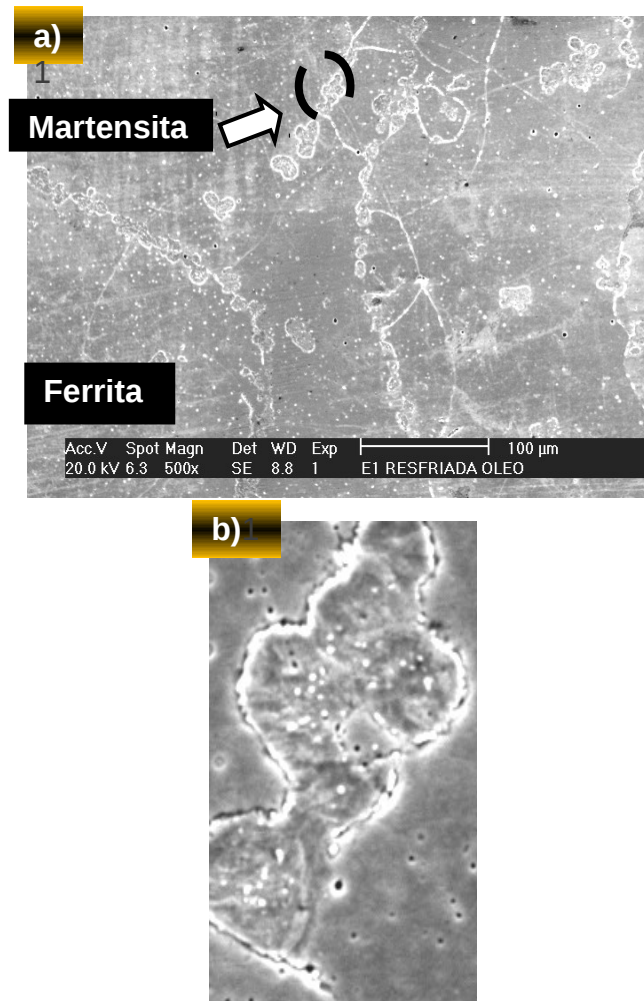 a)
1
Martensita
Ferrita
Acc.V Spot Magn Det WD Exp 100 µm
20.0 kV 6.3 500x SE 8.8 1 E1 RESFRIADA OLEO
b)1